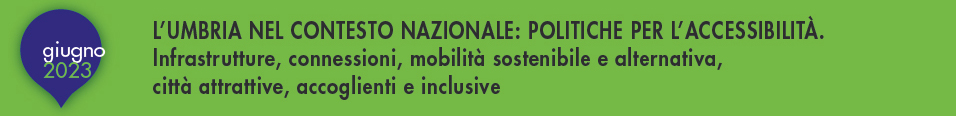 giugno
2023
L'UMBRIA NEL CONTESTO NAZIONALE: POLITICHE PER L'ACCESSIBILITÀ.
Infrastrutture, connessioni, mobilità sostenibile e alternativa,
città attrattive, accoglienti e inclusive